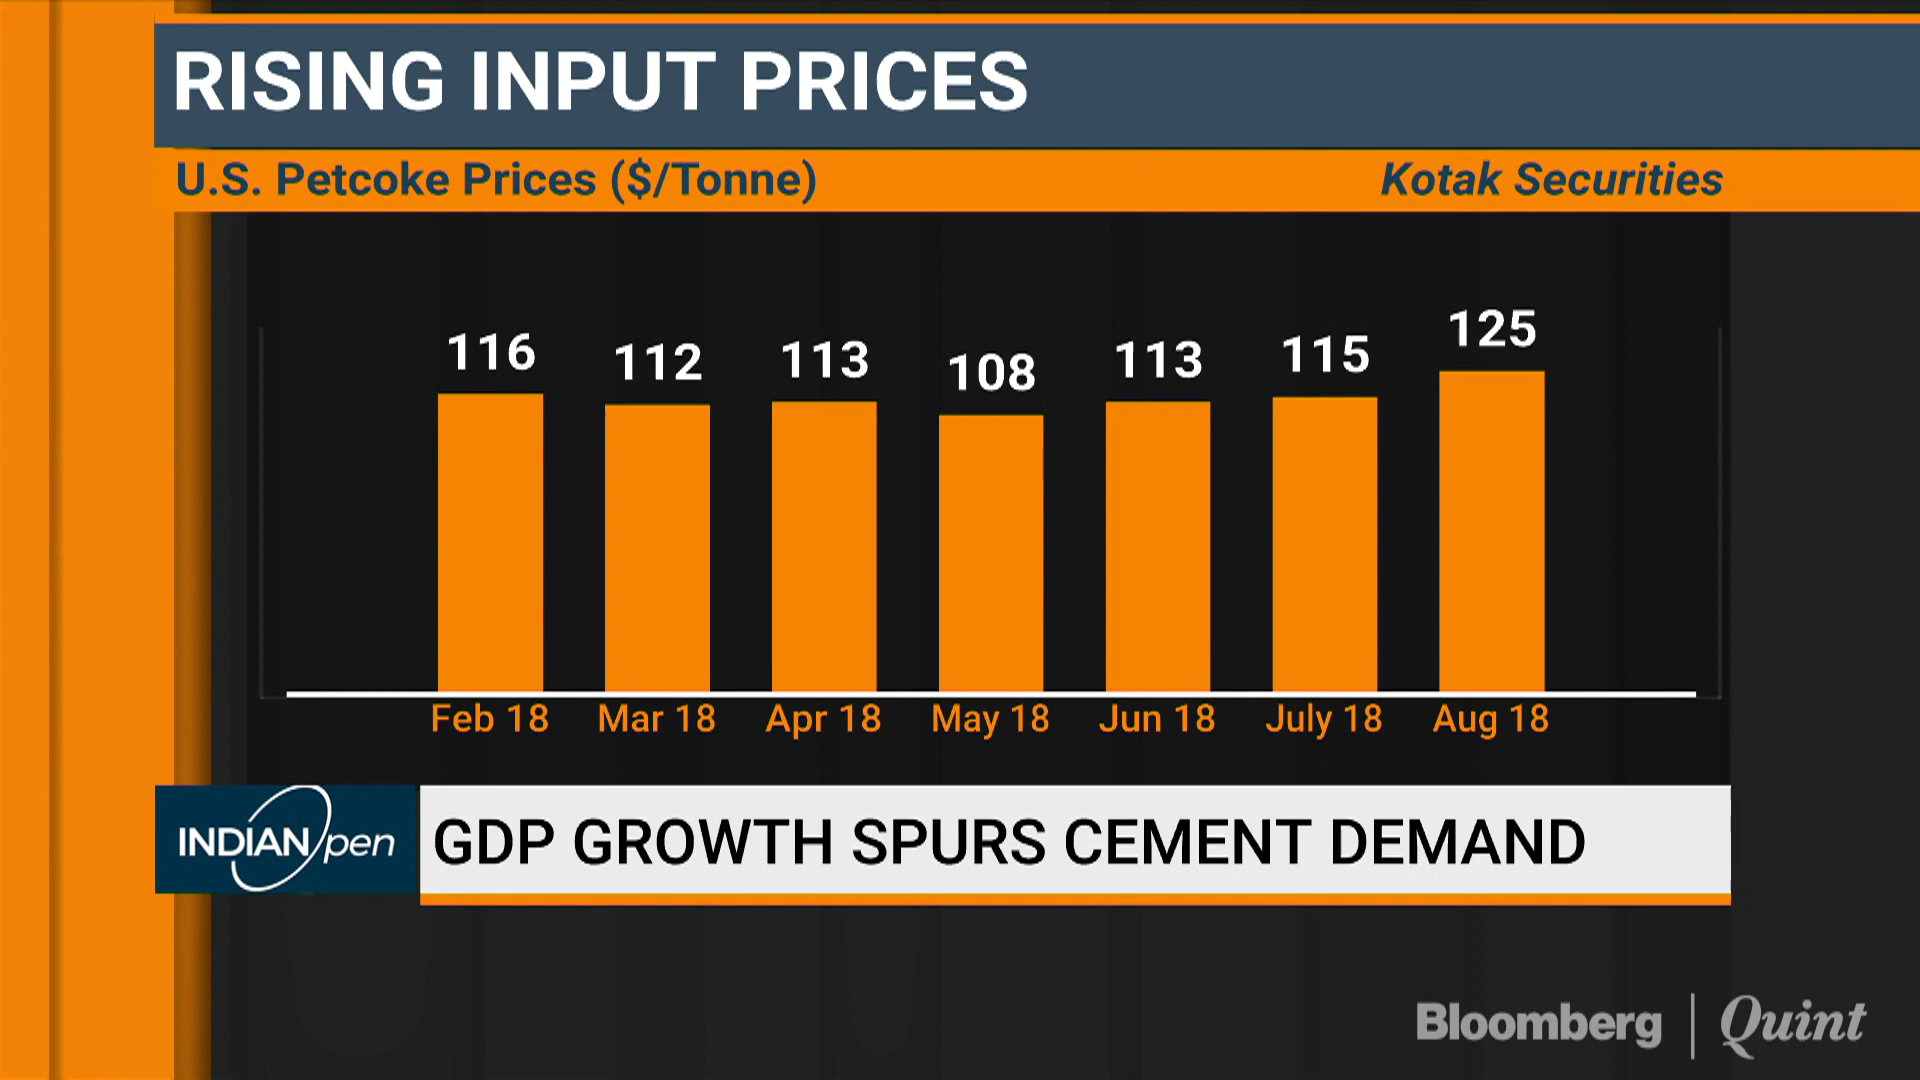 RISING INPUT PRICES
U.S. Petcoke Prices ($/Tonne) Kotak Securities
116 112 113 108 113 115 125
Feb 18 Mar 18 Apr 18 May 18 Jun 18 July 18 Aug 18
INDIAN Open GDP GROWTH SPURS CEMENT DEMAND
Bloomberg | Quint